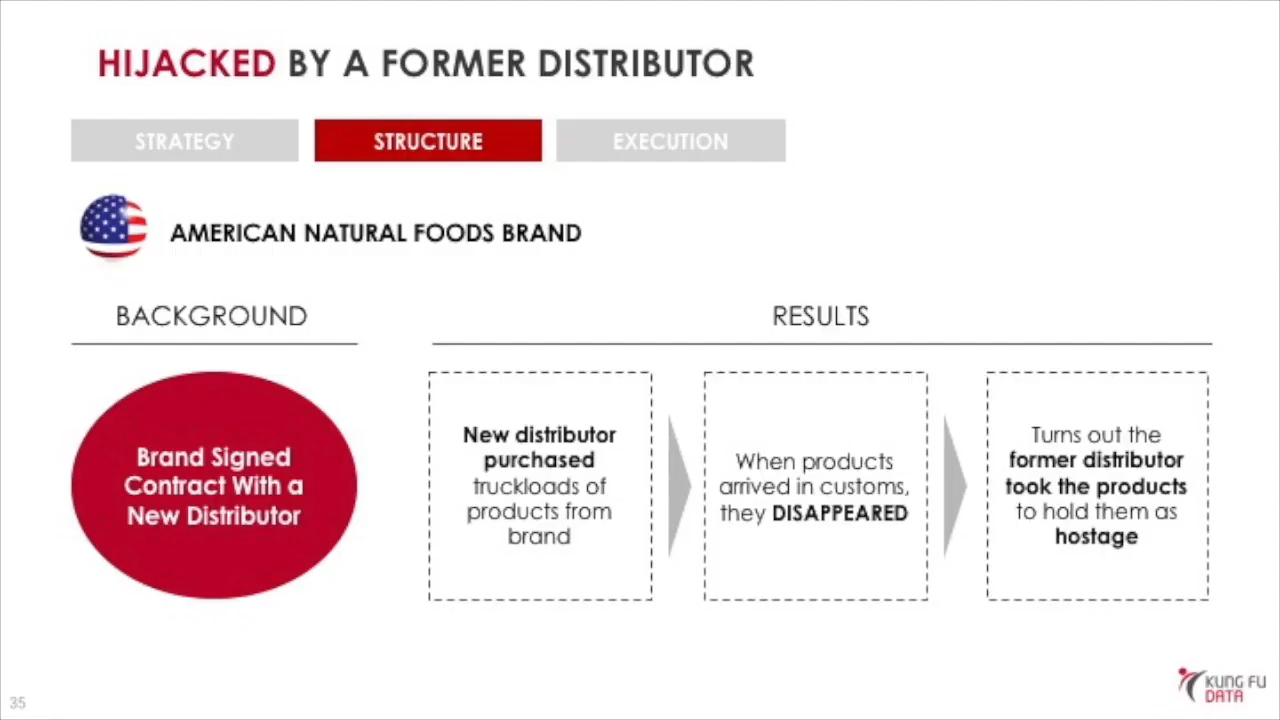 HIJACKED BY A FORMER DISTRIBUTOR
STRATEGY
STRUCTURE
EXECUTION
AMERICAN NATURAL FOODS BRAND
BACKGROUND
Brand Signed
Contract With a
New Distributor
RESULTS
New distributor
purchased
truckloads of
products from
brand
When products
arrived in customs,
they DISAPPEARED
Turns out the
former distributor
took the products
to hold them as
hostage
35
KUNG FU
DATA